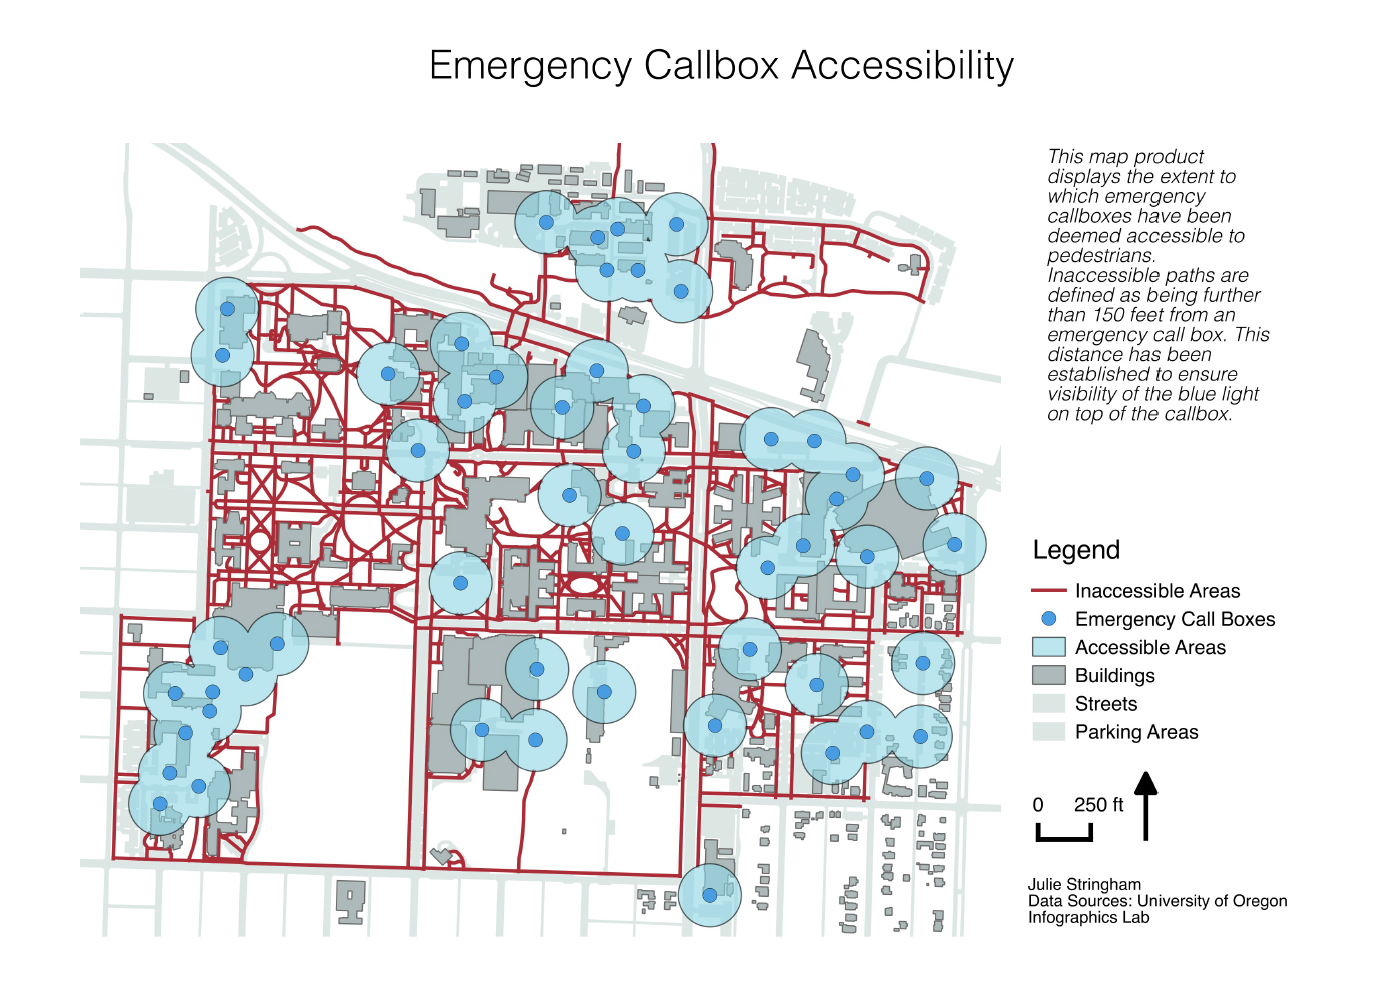 Emergency Callbox Accessibility
This map product
displays the extent to
which emergency
callboxes have been
deemed accessible to
pedestrians.
Inaccessible paths are
defined as being further
than 150 feet from an
emergency call box. This
distance has been
established to ensure
visibility of the blue light
on top of the callbox.
Legend
Inaccessible Areas
Emergency Call Boxes
Accessible Areas
Buildings
Streets
Parking Areas
0 250 ft
Julie Stringham
Data Sources: University of Oregon
Infographics Lab